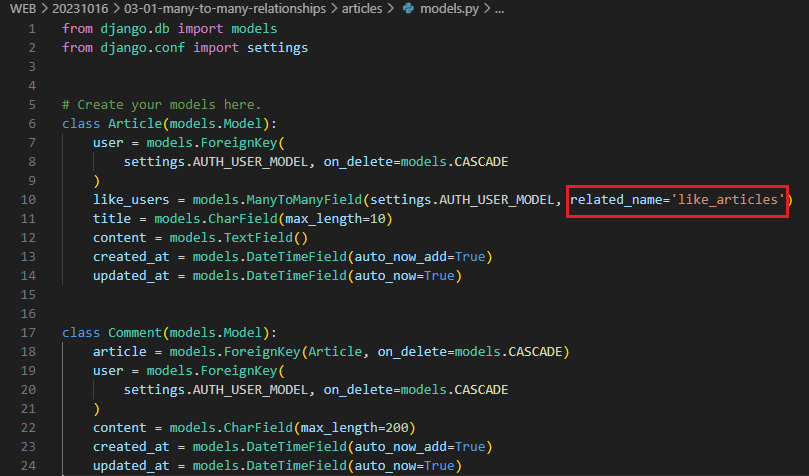 WEB > 20231016 > 03-01-many-to-many-relationships > articles > models.py > ...
1 from django.db import models
2 from django.conf import settings
3
4
5 # Create your models here.
6 class Article(models.Model):
7     user = models.ForeignKey(
8         settings.AUTH_USER_MODEL, on_delete=models.CASCADE
9     )
10     like_users = models.ManyToManyField(settings.AUTH_USER_MODEL, related_name='like_articles')
11     title = models.CharField(max_length=10)
12     content = models.TextField()
13     created_at = models.DateTimeField(auto_now_add=True)
14     updated_at = models.DateTimeField(auto_now=True)
15
16
17 class Comment(models.Model):
18     article = models.ForeignKey(Article, on_delete=models.CASCADE)
19     user = models.ForeignKey(
20         settings.AUTH_USER_MODEL, on_delete=models.CASCADE
21     )
22     content = models.CharField(max_length=200)
23     created_at = models.DateTimeField(auto_now_add=True)
24     updated_at = models.DateTimeField(auto_now=True)